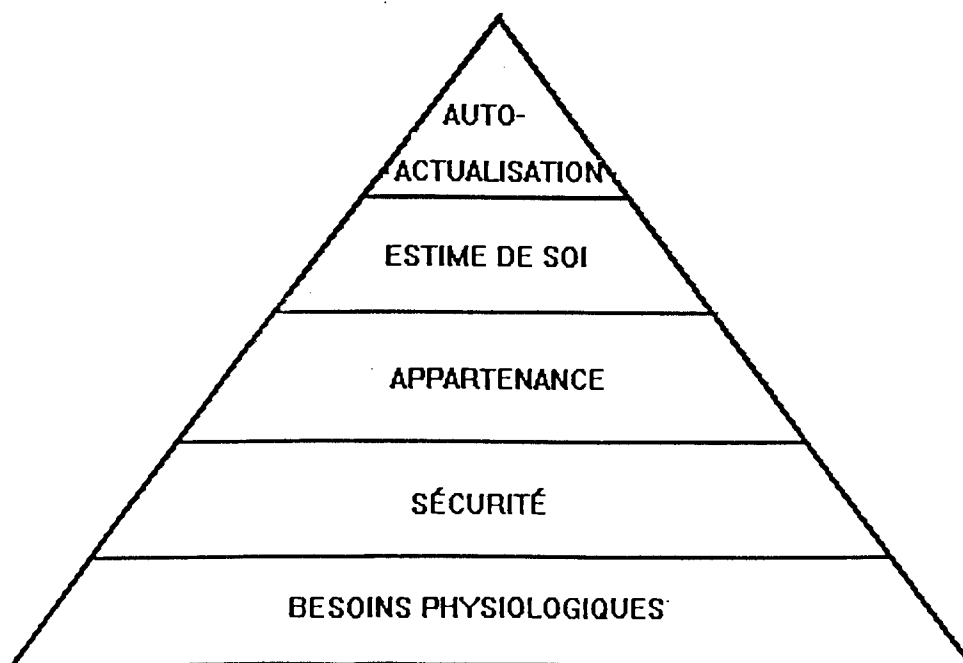 AUTO-
ACTUALISATION
ESTIME DE SOI
APPARTENANCE
SÉCURITÉ
BESOINS PHYSIOLOGIQUES